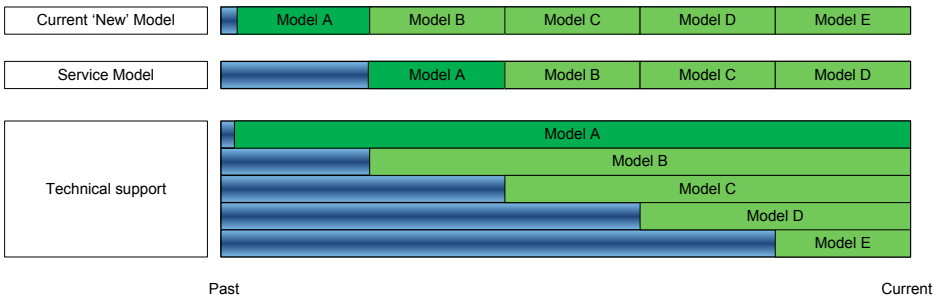 Current ‘New’ Model
Model A
Model B
Model C
Model D
Model E
Service Model
Model A
Model B
Model C
Model D
Technical support
Model A
Model B
Model C
Model D
Model E
Past
Current